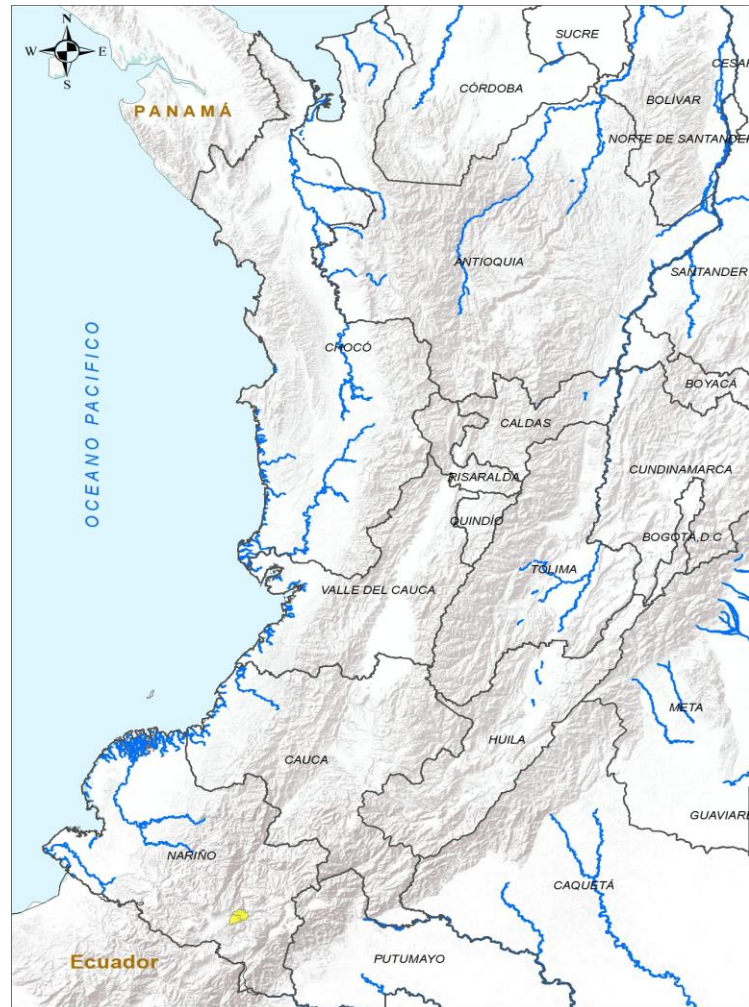 N
W E
S
SUCRE
CESAR
CÓRDOBA
BOLÍVAR
PANAMÁ
NORTE DE SANTANDER
ANTIOQUIA
SANTANDER
CHOCÓ
BOYACÁ
CALDAS
CUNDINAMARCA
RISARALDA
QUINDÍO
BOGOTÁ, D.C
TOLIMA
OCEANO PACIFICO
VALLE DEL CAUCA
META
HUILA
CAUCA
GUAVIARE
NARIÑO
CAQUETÁ
Ecuador
PUTUMAYO